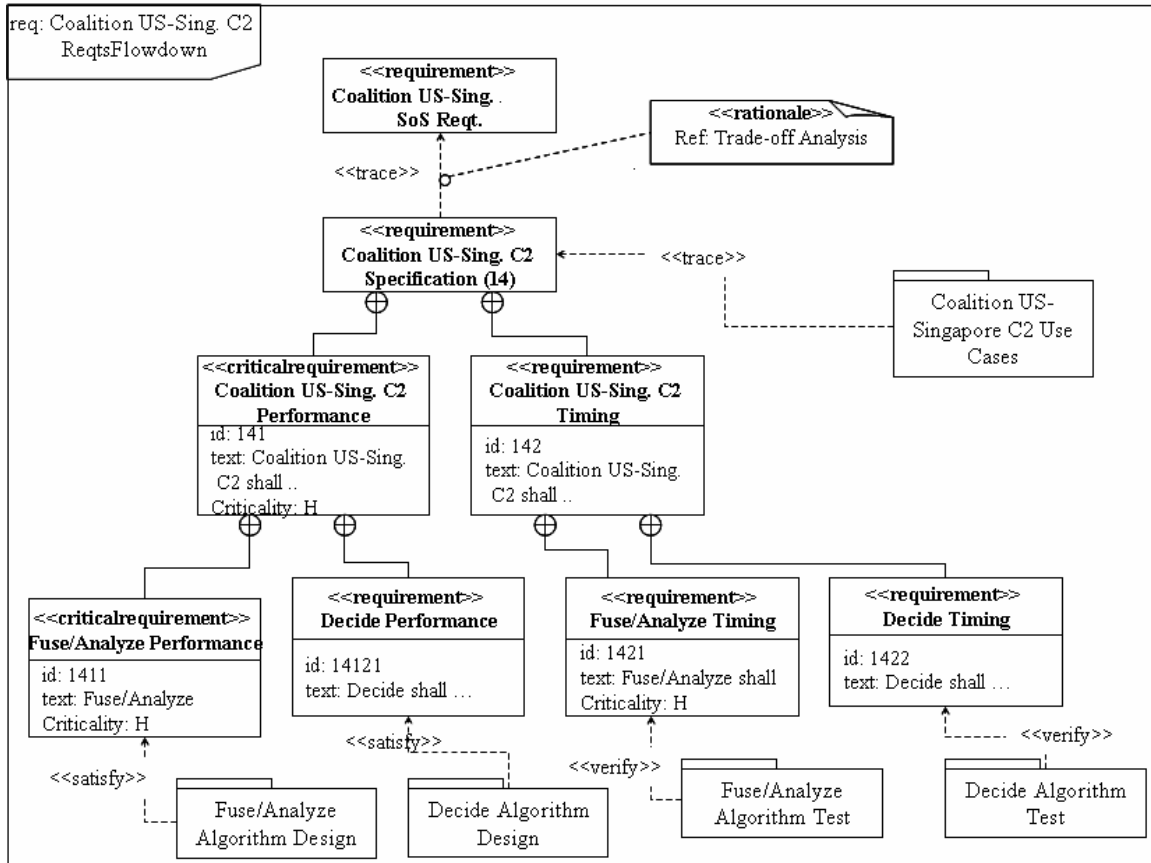 req: Coalition US-Sing. C2
ReqtsFlowdown
<<requirement>>
Coalition US-Sing. .
SoS Reqt.
<<rationale>>
Ref: Trade-off Analysis
<<trace>>
<<requirement>>
Coalition US-Sing. C2
Specification (14)
<<trace>>
Coalition US-
Singapore C2 Use
Cases
<<criticalrequirement>>
Coalition US-Sing. C2
Performance
id: 141
text: Coalition US-Sing.
C2 shall ..
Criticality: H
<<requirement>>
Coalition US-Sing. C2
Timing
id: 142
text: Coalition US-Sing.
C2 shall ..
<<criticalrequirement>>
Fuse/Analyze Performance
id: 1411
text: Fuse/Analyze
Criticality: H
<<requirement>>
Decide Performance
id: 14121
text: Decide shall ...
<<requirement>>
Fuse/Analyze Timing
id: 1421
text: Fuse/Analyze shall
Criticality: H
<<requirement>>
Decide Timing
id: 1422
text: Decide shall ...
<<satisfy>>
<<satisfy>>
<<verify>>
<<verify>>
Fuse/Analyze
Algorithm Design
Decide Algorithm
Design
Fuse/Analyze
Algorithm Test
Decide Algorithm
Test